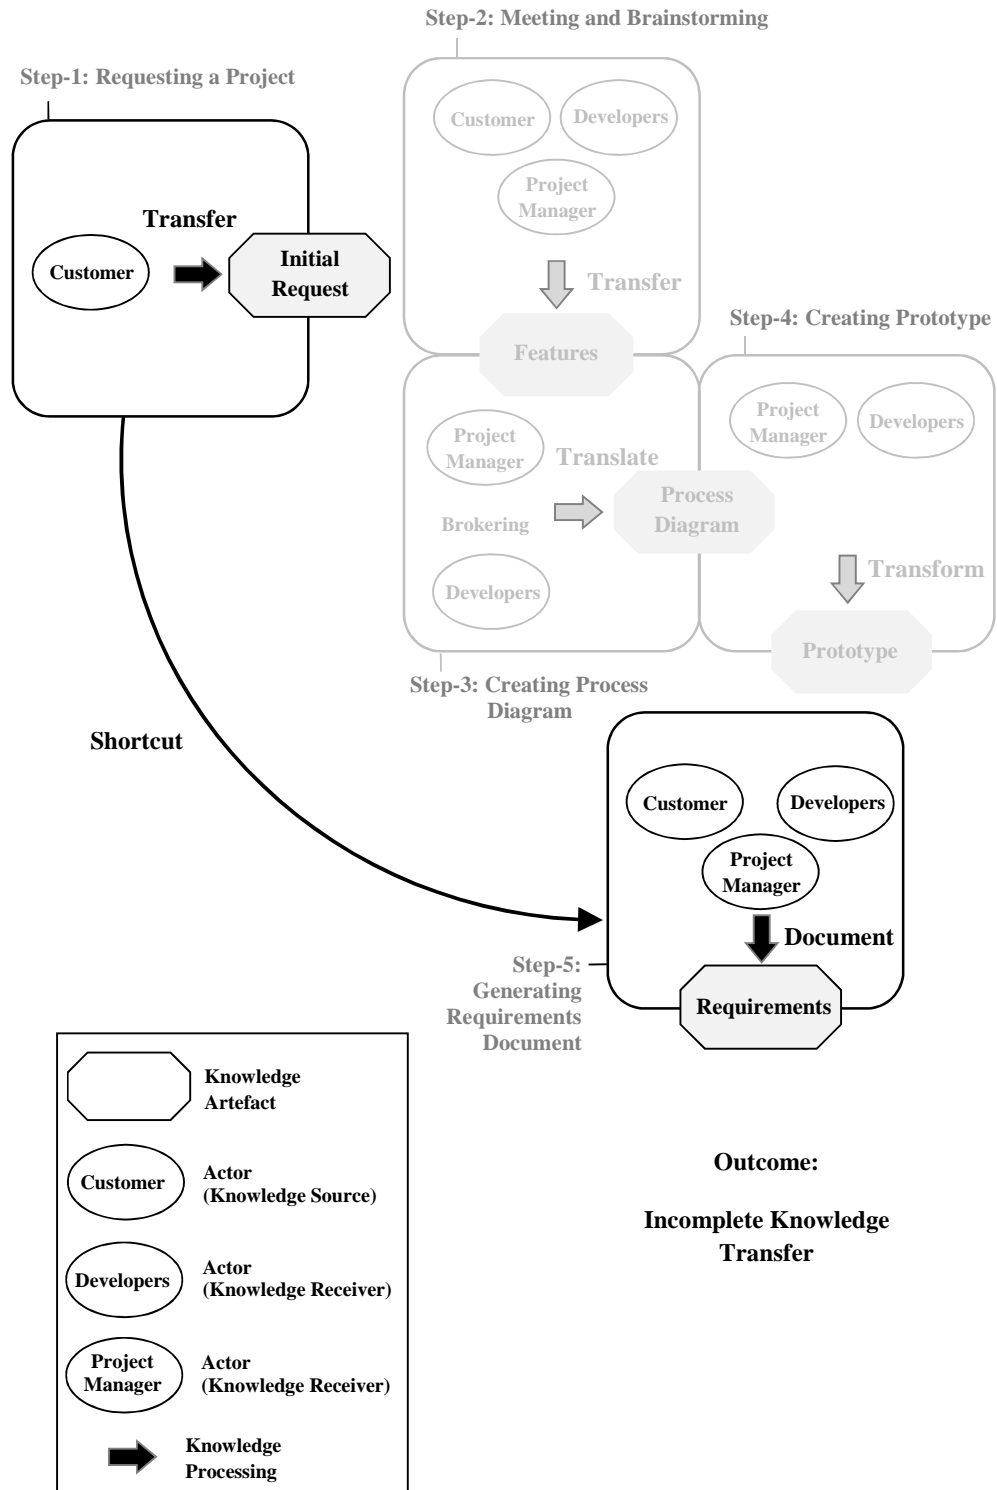 Step-2: Meeting and Brainstorming
Step-1: Requesting a Project
Customer
Developers
Project
Manager
Transfer
Customer
Initial
Request
Transfer
Features
Step-4: Creating Prototype
Project
Manager
Developers
Project
Manager
Translate
Process
Diagram
Brokering
Developers
Transform
Prototype
Step-3: Creating Process
Diagram
Shortcut
Customer
Developers
Project
Manager
Document
Step-5:
Generating
Requirements
Document
Requirements
Knowledge
Artefact
Customer
Actor
(Knowledge Source)
Developers
Actor
(Knowledge Receiver)
Project
Manager
Actor
(Knowledge Receiver)
Knowledge
Processing
Outcome:
Incomplete Knowledge
Transfer